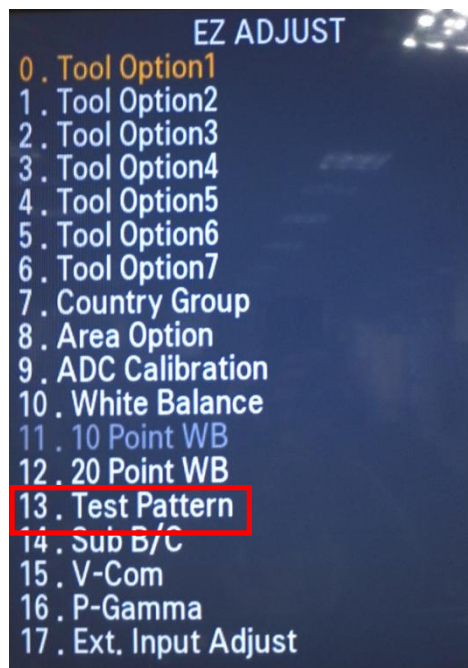 EZ ADJUST
0 . Tool Option1
1 . Tool Option2
2 . Tool Option3
3 . Tool Option4
4 . Tool Option5
5 . Tool Option6
6 . Tool Option7
7 . Country Group
8 . Area Option
9 . ADC Calibration
10 . White Balance
11 . 10 Point WB
12 . 20 Point WB
13 . Test Pattern
14 . Sub B/C
15 . V-Com
16 . P-Gamma
17 . Ext. Input Adjust